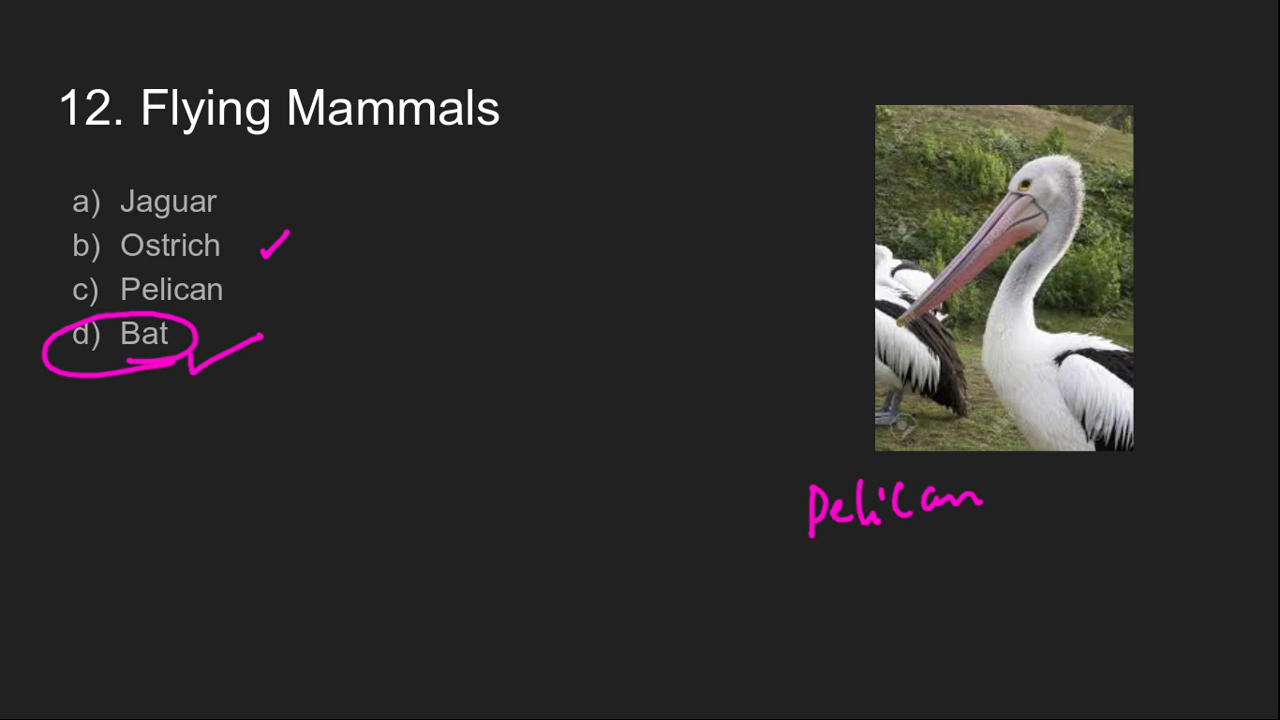 12. Flying Mammals
a) Jaguar
b) Ostrich
c) Pelican
d) Bat
Pelican